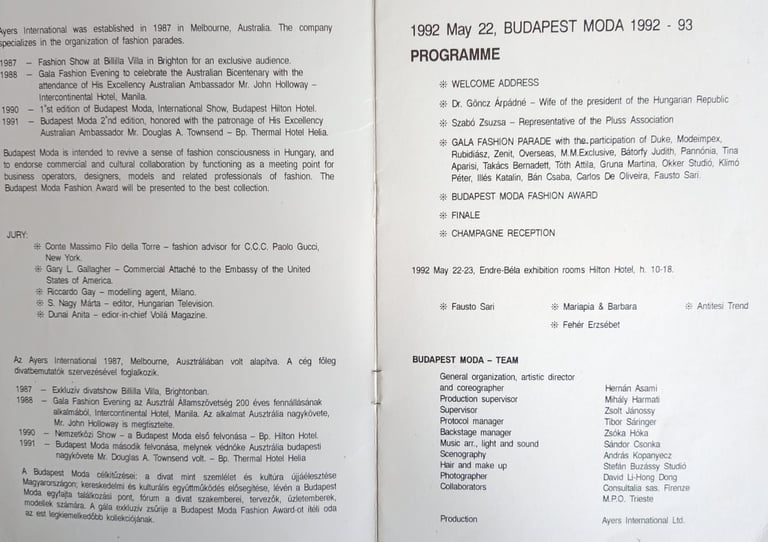 Ayers International was established in 1987 in Melbourne, Australia. The company
specializes in the organization of fashion parades.
1987 – Fashion Show at Billilla Villa in Brighton for an exclusive audience.
1988 – Gala Fashion Evening to celebrate the Australian Bicentenary with the
attendance of His Excellency Australian Ambassador Mr. John Holloway –
Intercontinental Hotel, Manila.
1990 – 1"st edition of Budapest Moda, International Show, Budapest Hilton Hotel.
1991 – Budapest Moda 2"nd edition, honored with the patronage of His Excellency
Australian Ambassador Mr. Douglas A. Townsend – Bp. Thermal Hotel Helia.
Budapest Moda is intended to revive a sense of fashion consciousness in Hungary, and
to endorse commercial and cultural collaboration by functioning as a meeting point for
business operators, designers, models and related professionals of fashion. The
Budapest Moda Fashion Award will be presented to the best collection.
JURY:
❊ Conte Massimo Filo della Torre – fashion advisor for C.C.C. Paolo Gucci,
New York.
❊ Gary L. Gallagher – Commercial Attaché to the Embassy of the United
States of America.
❊ Riccardo Gay – modelling agent, Milano.
❊ S. Nagy Márta – editor, Hungarian Television.
❊ Dunai Anita – edior-in-chief Voilá Magazine.
Az Ayers International 1987, Melbourne, Ausztráliában volt alapítva. A cég főleg
divatbemutatók szervezésével foglalkozik.
1987 – Exkluzív divatshow Billilla Villa, Brightonban.
1988 – Gala Fashion Evening az Ausztrál Államszövetség 200 éves fennállásának
alkalmából, Intercontinental Hotel, Manila. Az alkalmat Ausztrália nagykövete,
Mr. John Holloway is megtisztelte.
1990 – Nemzetközi Show – a Budapest Moda első felvonása – Bp. Hilton Hotel.
1991 – Budapest Moda második felvonása, melynek védnöke Ausztrália budapesti
nagykövete Mr. Douglas A. Townsend volt. – Bp. Thermal Hotel Helia
A Budapest Moda célkitűzései: a divat mint szemlélet és kultúra újjáélesztése
Magyarországon; kereskedelmi és kulturális együttműködés elősegítése, lévén a Budapest
Moda egyfajta találkozási pont, fórum a divat szakemberei, tervezők, üzletemberek,
modellek számára. A gála exkluzív zsűrije a Budapest Moda Fashion Award-ot ítéli oda
az est legkiemelkedőbb kollekciójának.
1992 May 22, BUDAPEST MODA 1992 - 93
PROGRAMME
❊ WELCOME ADDRESS
❊ Dr. Göncz Árpádné – Wife of the president of the Hungarian Republic
❊ Szabó Zsuzsa – Representative of the Pluss Association
❊ GALA FASHION PARADE with the participation of Duke, Modeimpex,
Rubidiász, Zenit, Overseas, M.M.Exclusive, Bátorfy Judith, Pannónia, Tina
Aparisi, Takács Bernadett, Tóth Attila, Gruna Martina, Okker Studió, Klimó
Péter, Illés Katalin, Bán Csaba, Carlos De Oliveira, Fausto Sari.
❊ BUDAPEST MODA FASHION AWARD
❊ FINALE
❊ CHAMPAGNE RECEPTION
1992 May 22-23, Endre-Béla exhibition rooms Hilton Hotel, h. 10-18.
❊ Fausto Sari ❊ Mariapia & Barbara ❊ Antitesi Trend
❊ Fehér Erzsébet
BUDAPEST MODA – TEAM
General organization, artistic director
and coreographer Hernán Asami
Production supervisor Mihály Harmati
Supervisor Zsolt Jánossy
Protocol manager Tibor Sáringer
Backstage manager Zsóka Hóka
Music arr., light and sound Sándor Csonka
Scenography András Kopanyecz
Hair and make up Stefán Buzássy Studió
Photographer David Li-Hong Dong
Collaborators Consultalia sas. Firenze
M.P.O. Trieste
Production Ayers International Ltd.